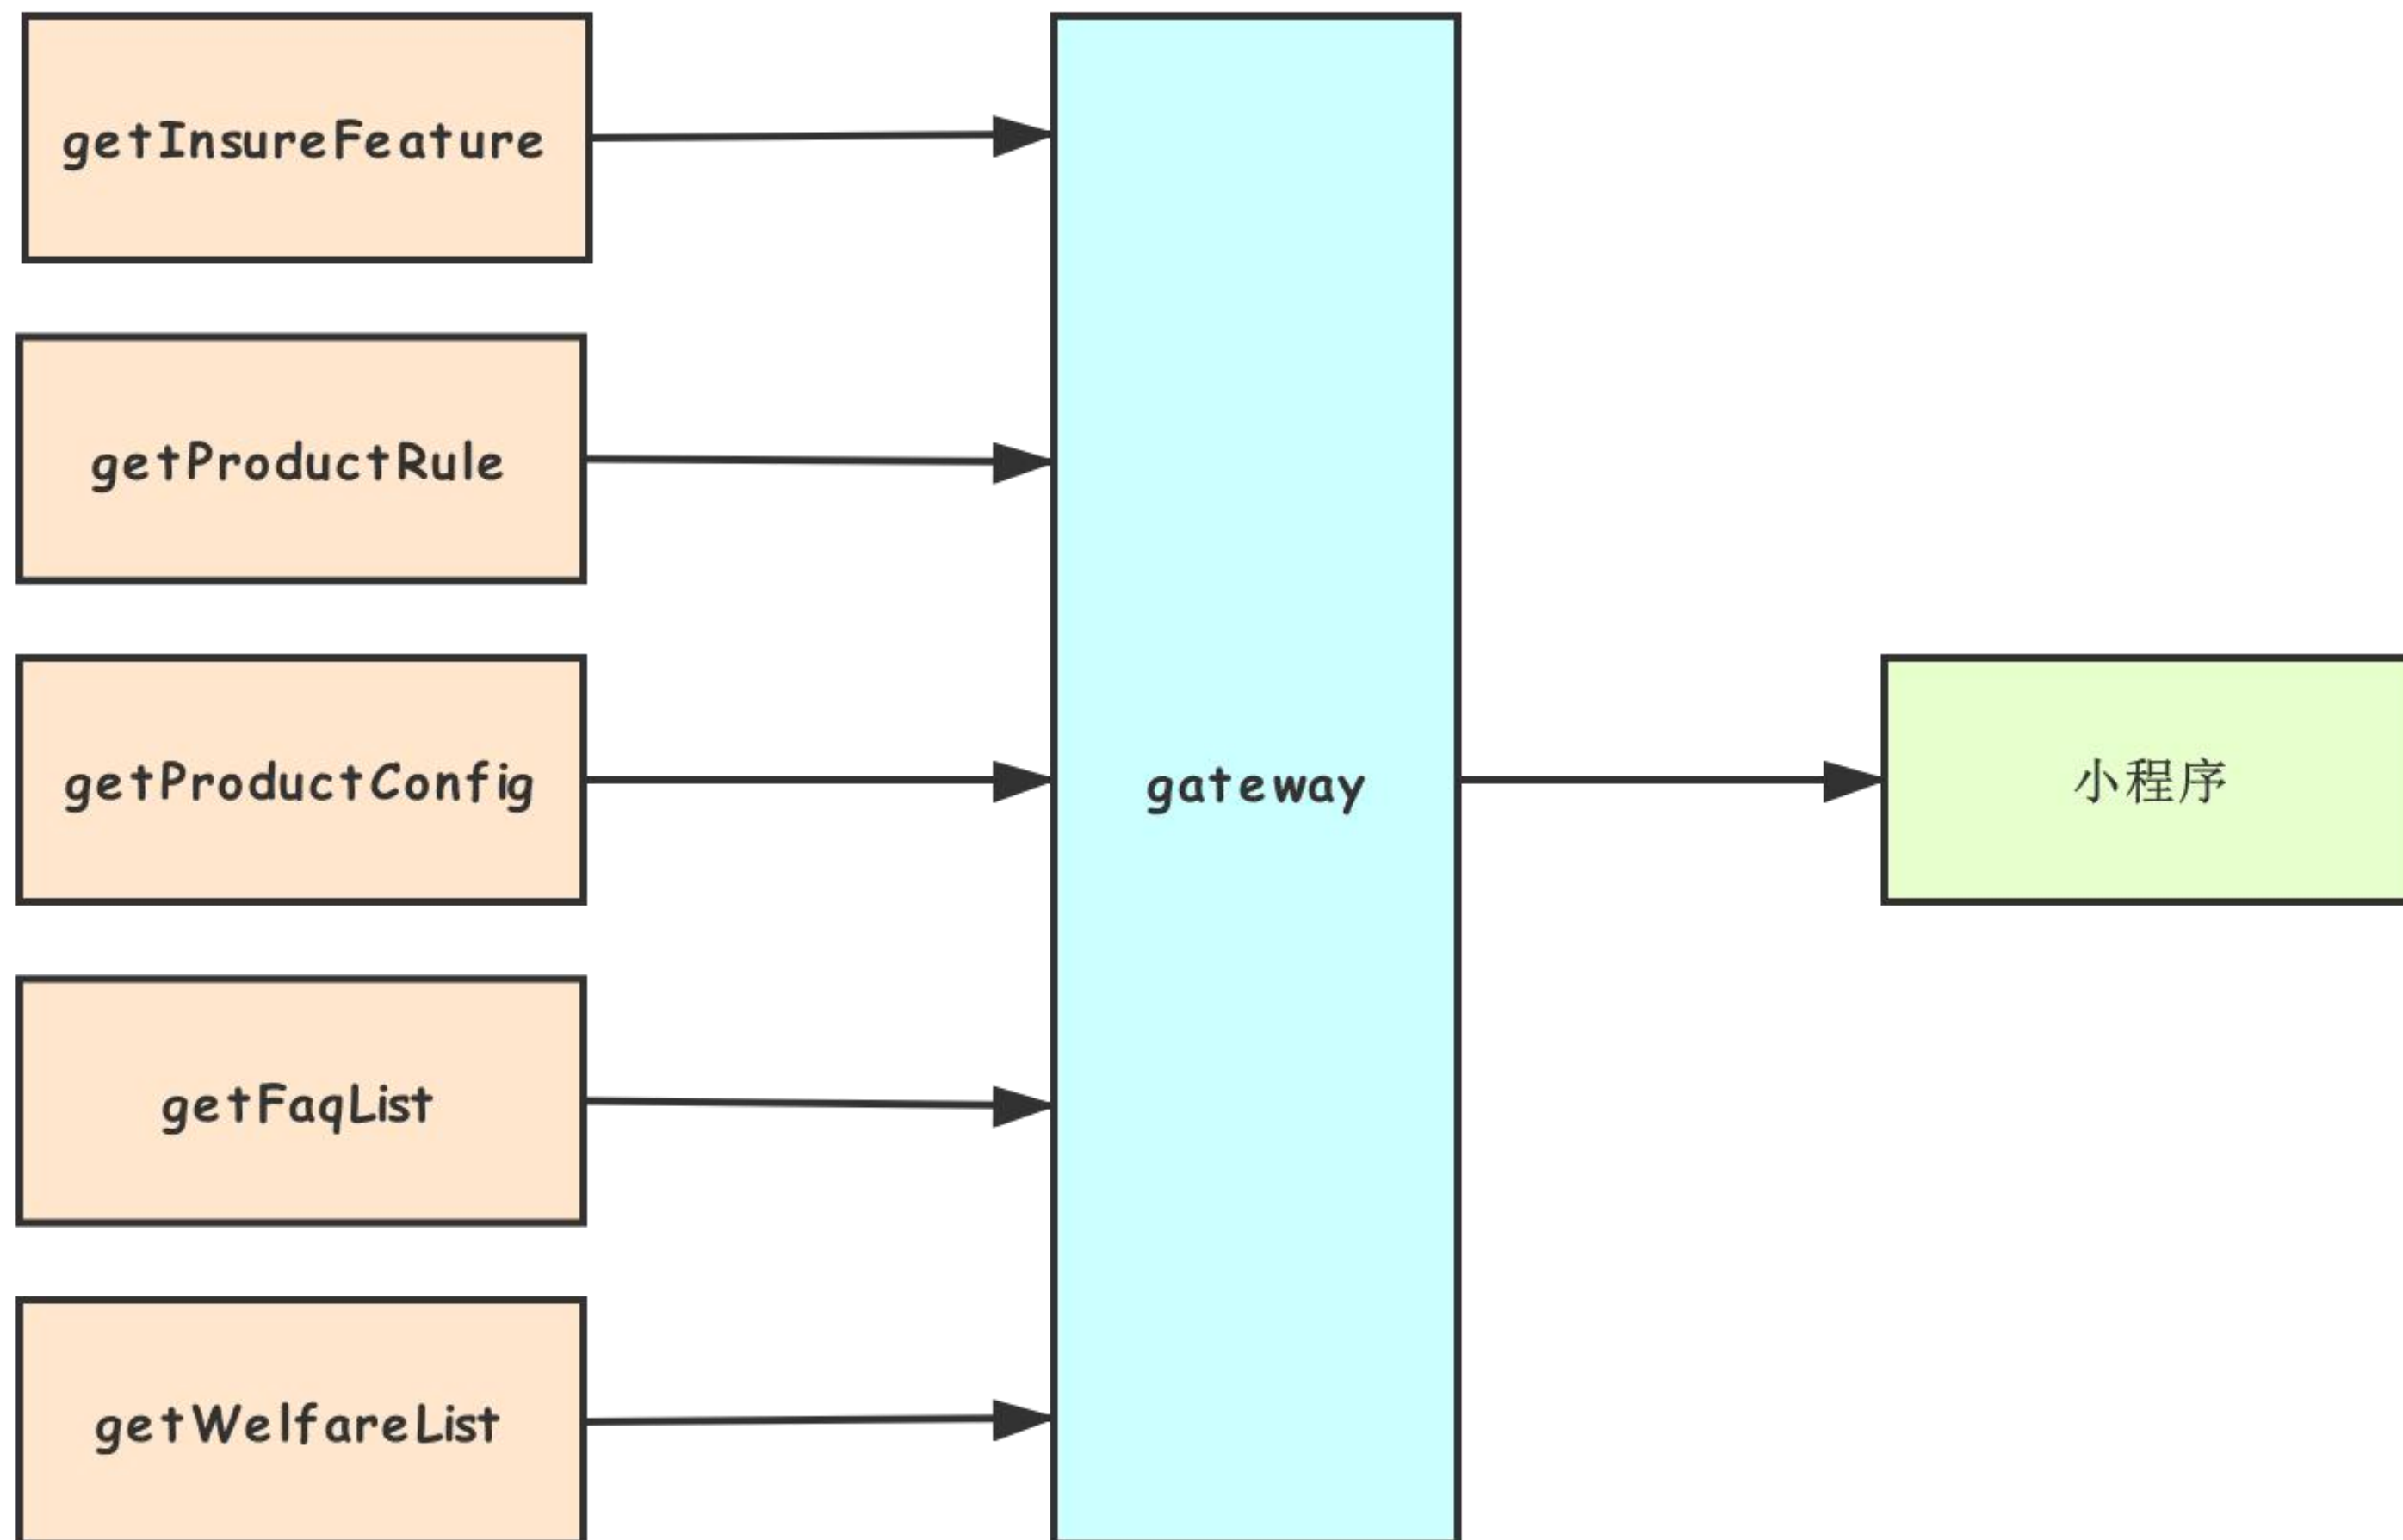 getInsureFeature
getProductRule
getProductConfig
gateway
小程序
getFaqList
getWelfareList